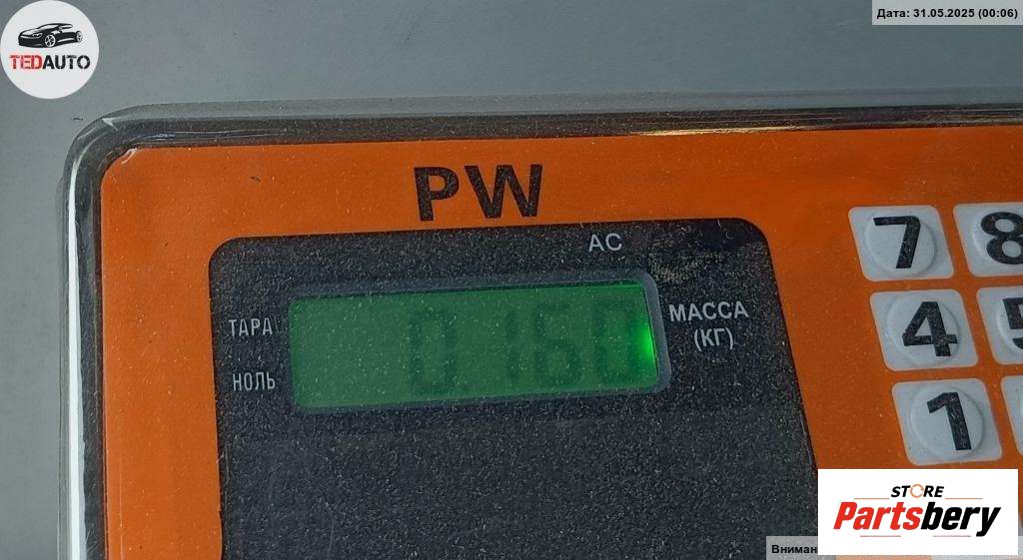 TEDAUTO
Дата: 31.05.2025 (00:06)
PW
AC
7 8
ТАРА
0.160
МАССА
(КГ)
4 5
НОЛЬ
1
STORE
Partsbery